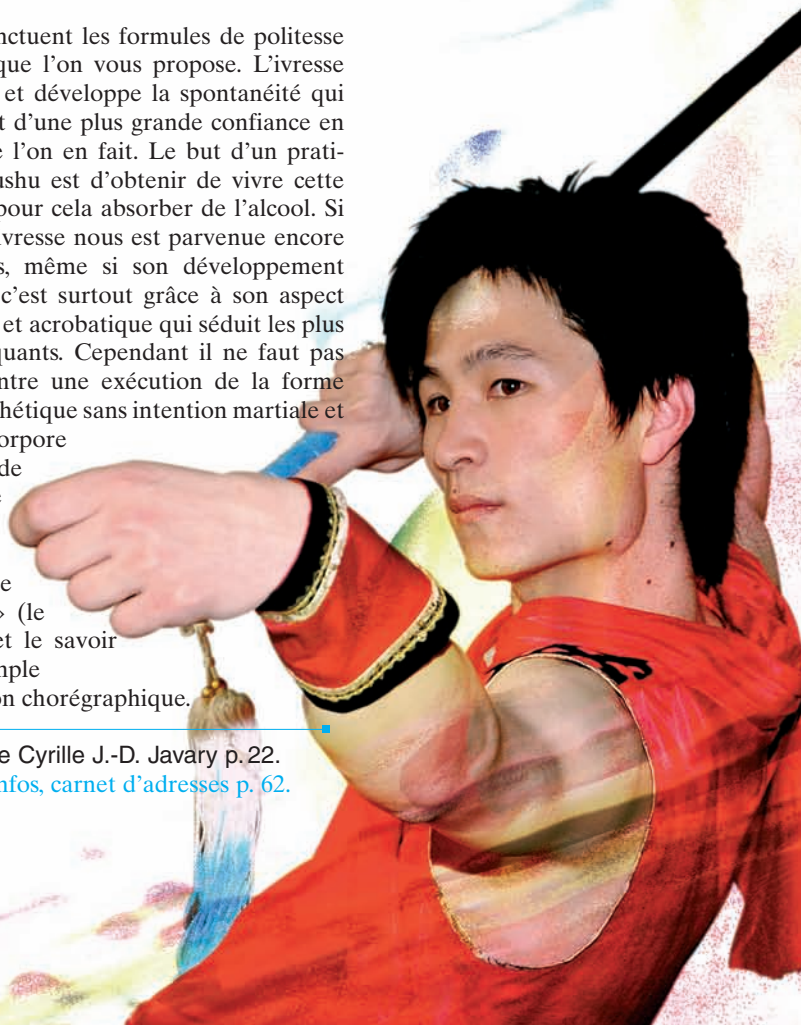 nctuent les formules de politesse
que l'on vous propose. L'ivresse
et développe la spontanéité qui
t d'une plus grande confiance en
e l'on en fait. Le but d'un prati-
ushu est d'obtenir de vivre cette
pour cela absorber de l'alcool. Si
ivresse nous est parvenue encore
s, même si son développement
c'est surtout grâce à son aspect
et acrobatique qui séduit les plus
quants. Cependant il ne faut pas
ntre une exécution de la forme
thétique sans intention martiale et
orpore
de
e
» (le
et le savoir
mple
on chorégraphique.
e Cyrille J.-D. Javary p. 22.
nfos, carnet d'adresses p. 62.